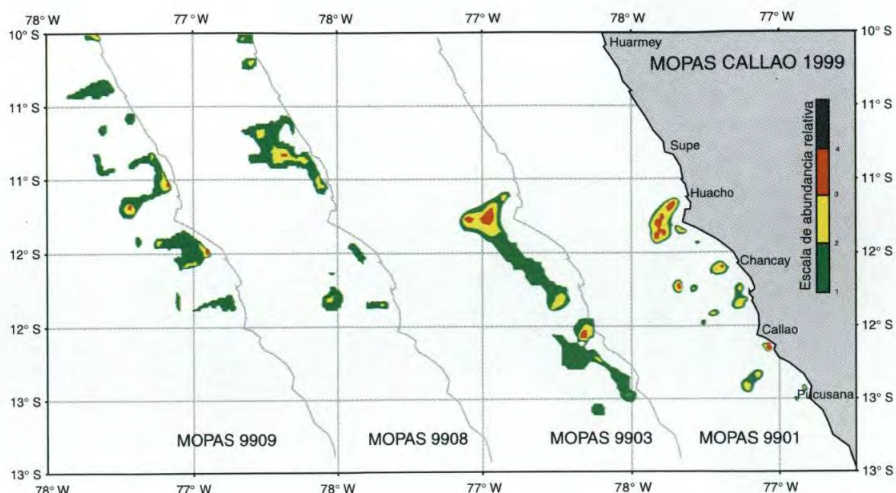 78° W 77° W 78° W 77° W 78° W 77° W
10° S Huarmey 10° S
MOPAS CALLAO 1999
11° S 11° S
Supe
4
11° S Huacho 11° S
3
Escala de abundancia relativa
12° S Chancay 12° S
2
1
12° S Callao 12° S
13° S Pucusana 13° S
MOPAS 9909 MOPAS 9908 MOPAS 9903 MOPAS 9901
13° S 13° S
78° W 77° W 78° W 77° W 78° W 77° W